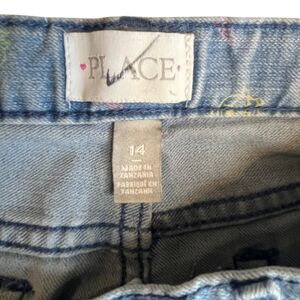 PLACE
14
MADE IN
TANZANIA
FABRIQUÉ EN
TANZANIE